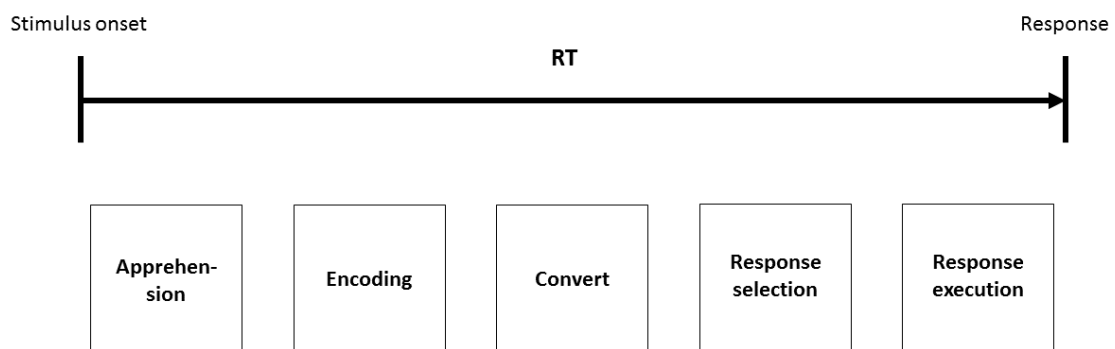 Stimulus onset
Response
RT
Apprehen-
sion
Encoding
Convert
Response
selection
Response
execution